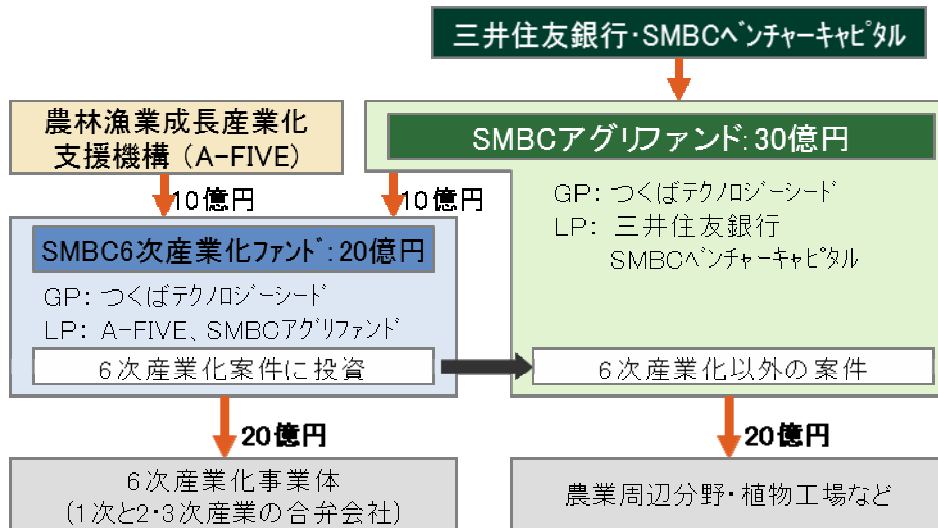 三井住友銀行・SMBCベンチャーキャピタル
農林漁業成長産業化
支援機構（A-FIVE）
SMBCアグリファンド：30億円
10億円
10億円
GP：つくばテクノロジーシード
LP： 三井住友銀行
SMBCベンチャーキャピタル
SMBC6次産業化ファンド：20億円
GP：つくばテクノロジーシード
LP：A-FIVE、SMBCアグリファンド
6次産業化案件に投資
6次産業化以外の案件
20億円
20億円
6次産業化事業体
（1次と2・3次産業の合弁会社）
農業周辺分野・植物工場など